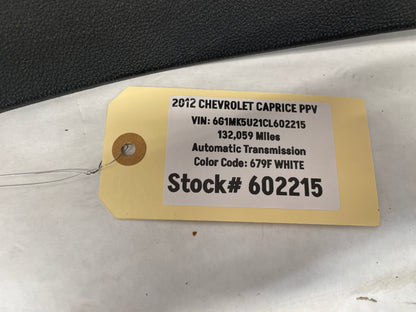 2012 CHEVROLET CAPRICE PPV
VIN: 6G1MK5U21CL602215
132,059 Miles
Automatic Transmission
Color Code: 679F WHITE
Stock# 602215